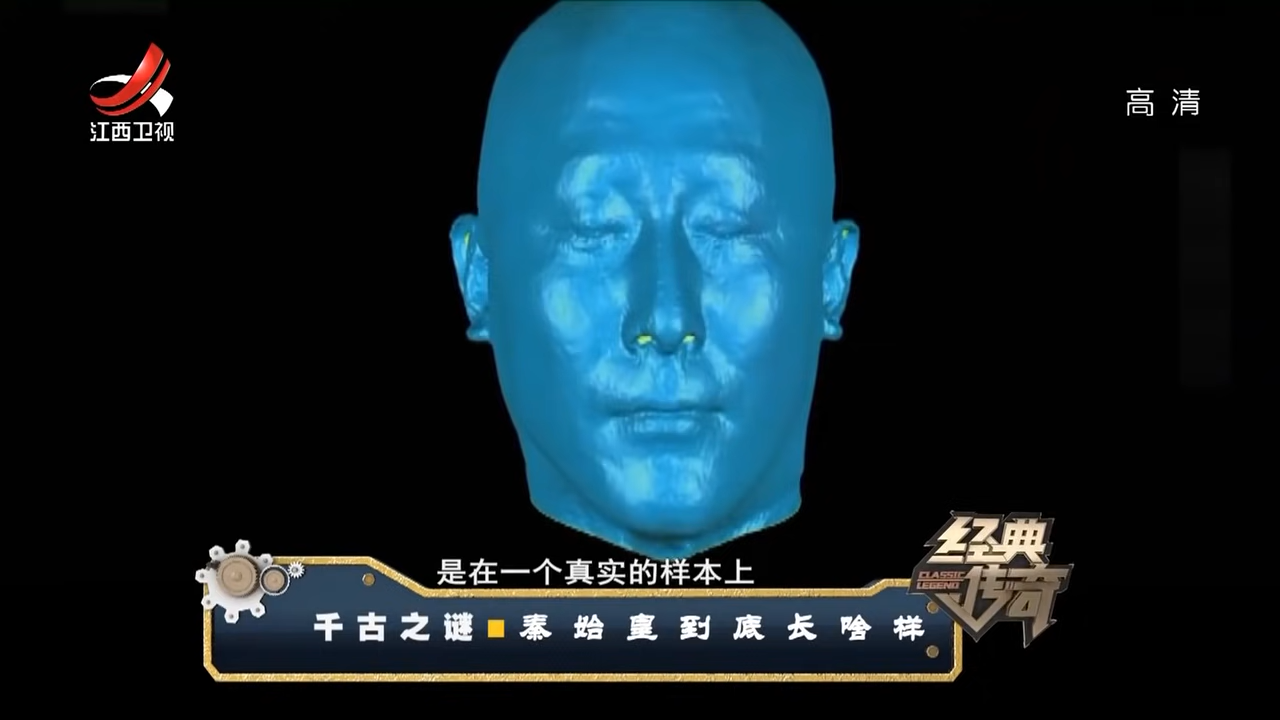 江西卫视
高清
是在一个真实的样本上
经典
CLASSIC
LEGEND
传奇
千古之谜■秦始皇到底长啥样